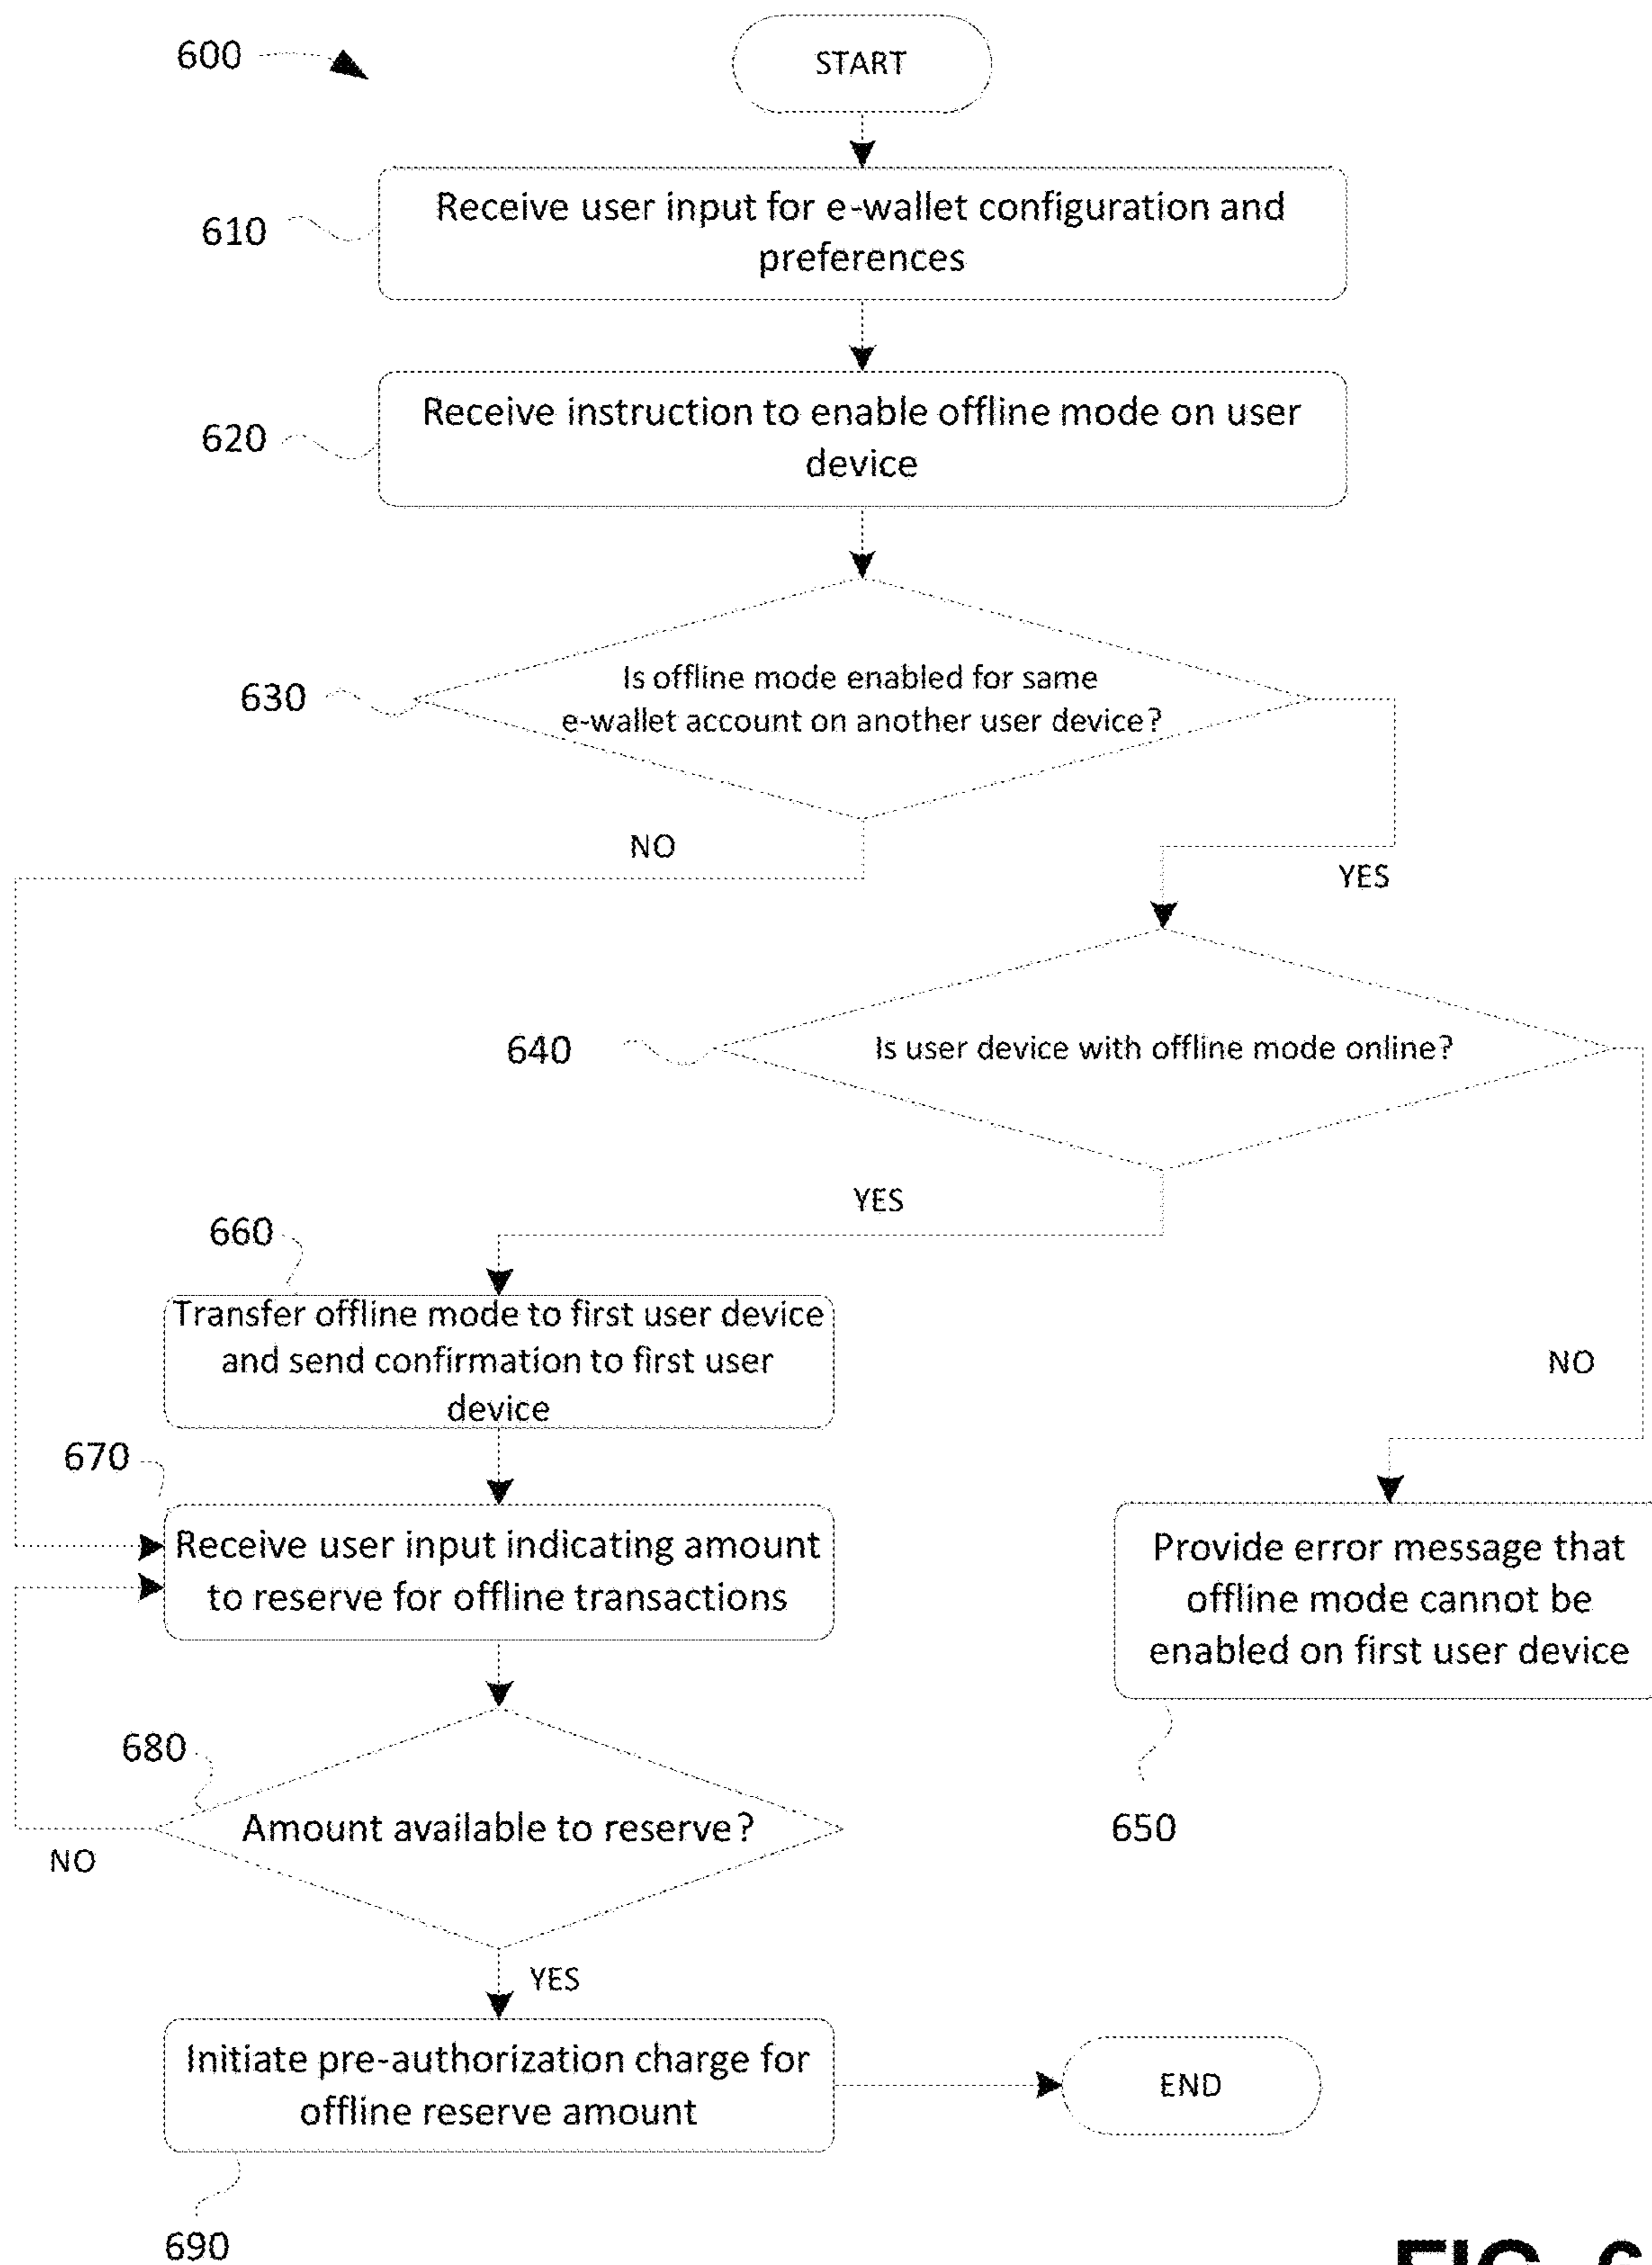 600
START
610
Receive user input for e-wallet configuration and
preferences
620
Receive instruction to enable offline mode on user
device
630
Is offline mode enabled for same
e-wallet account on another user device?
NO
YES
640
Is user device with offline mode online?
YES
NO
660
Transfer offline mode to first user device
and send confirmation to first user
device
670
Receive user input indicating amount
to reserve for offline transactions
Provide error message that
offline mode cannot be
enabled on first user device
650
680
Amount available to reserve?
NO
YES
Initiate pre-authorization charge for
offline reserve amount
END
690
FIG. 6